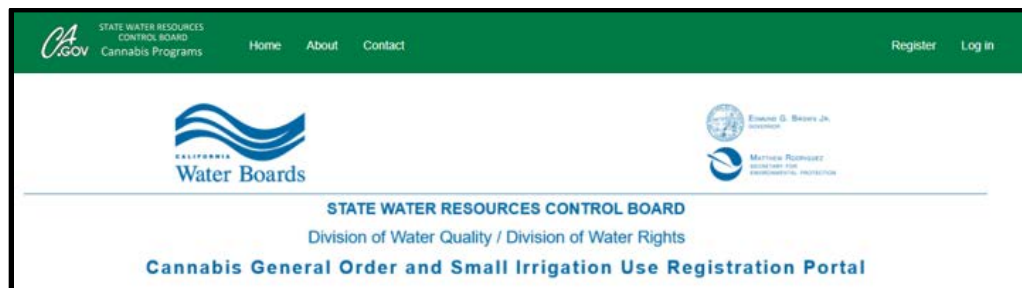 CA
.GOV
STATE WATER RESOURCES
CONTROL BOARD
Cannabis Programs
Home About Contact Register Log in
CALIFORNIA
Water Boards
EDMUND G. BROWN JR.
GOVERNOR
MATTHEW RODRIQUEZ
SECRETARY FOR
ENVIRONMENTAL PROTECTION
STATE WATER RESOURCES CONTROL BOARD
Division of Water Quality / Division of Water Rights
Cannabis General Order and Small Irrigation Use Registration Portal